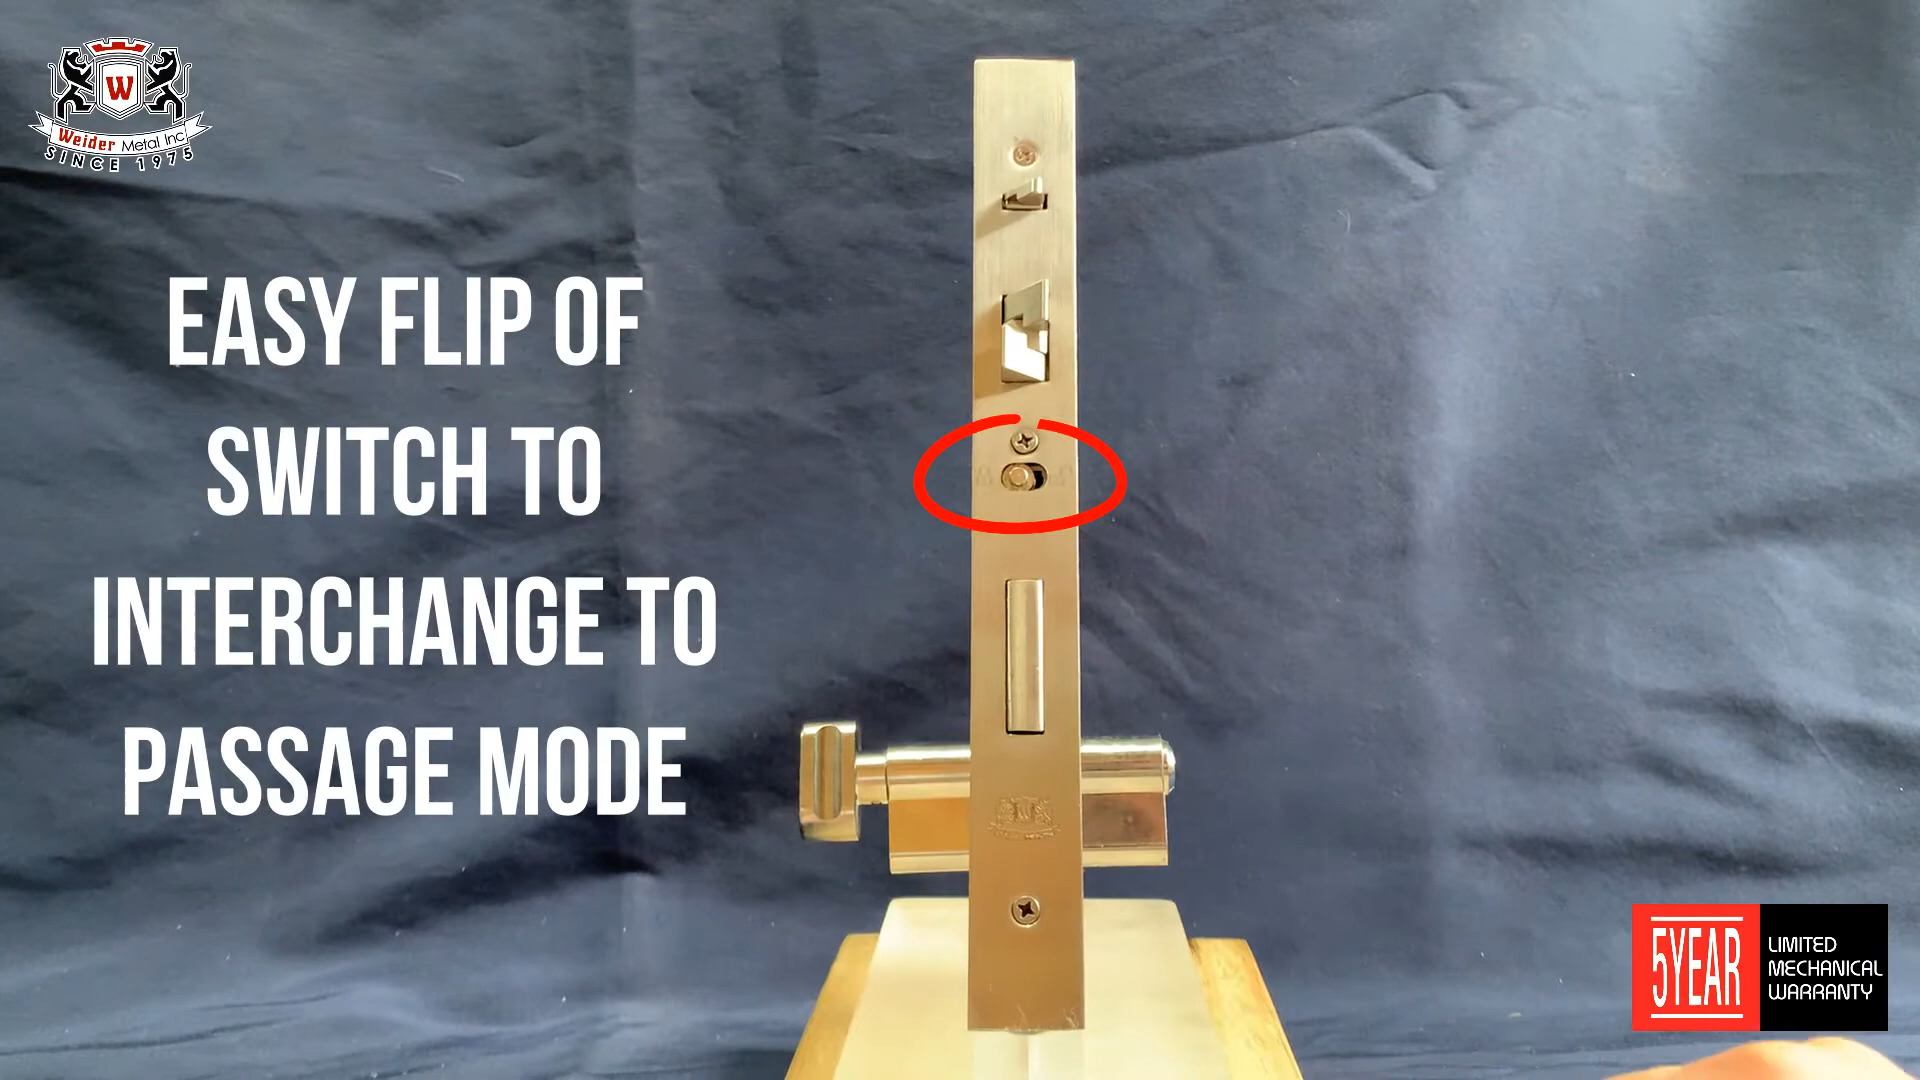 W
Weider Metal Inc
SINCE 1975
EASY FLIP OF
SWITCH TO
INTERCHANGE TO
PASSAGE MODE
W
5YEAR
LIMITED
MECHANICAL
WARRANTY